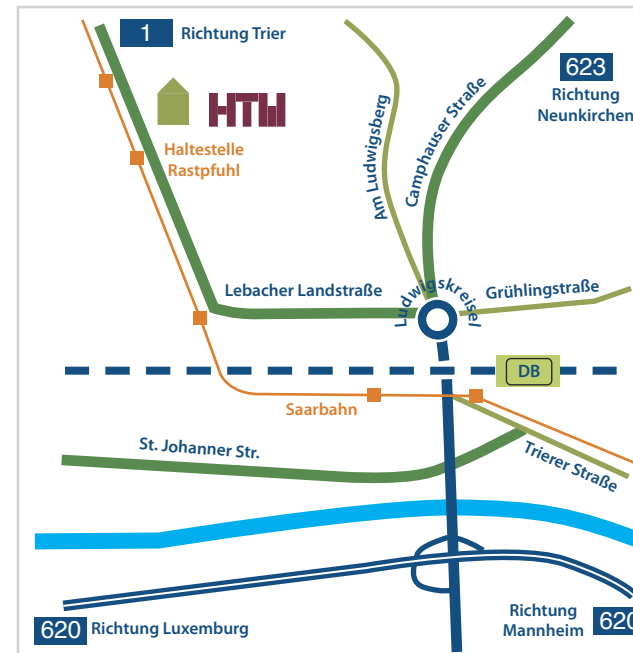 1 Richtung Trier
623
Richtung
Neunkirchen
HTW
Haltestelle
Rastpfuhl
Am Ludwigsberg
Camphauser Straße
Lebacher Landstraße
Ludwigskreisel
Grühlingstraße
DB
Saarbahn
St. Johanner Str.
Trierer Straße
620 Richtung Luxemburg
Richtung
Mannheim 620